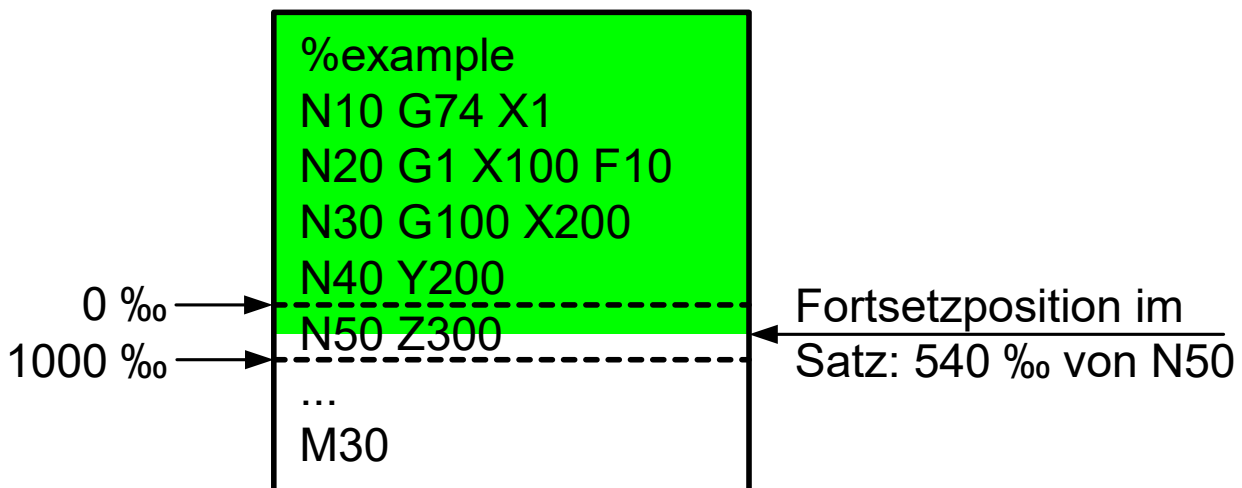 %example
N10 G74 X1
N20 G1 X100 F10
N30 G100 X200
N40 Y200
0 ‰
N50 Z300
1000 ‰
...
M30
Fortsetzposition im
Satz: 540 ‰ von N50